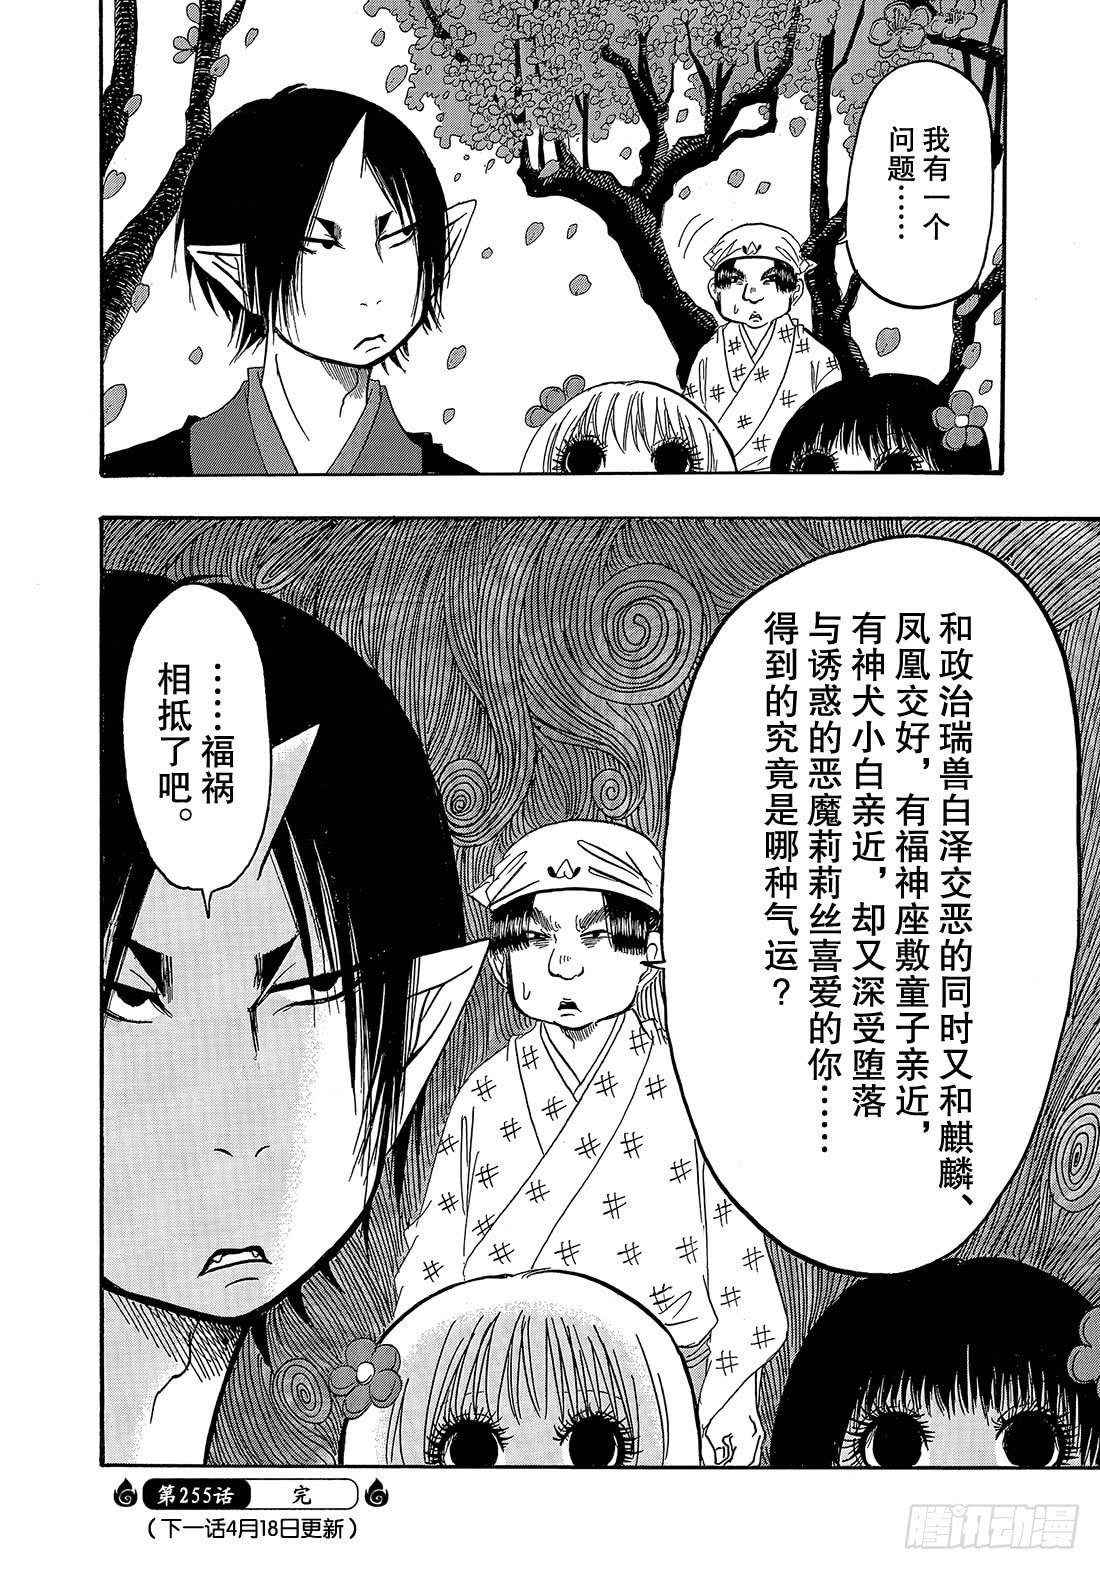 我有一个
问题……
和政治瑞兽白泽交恶的同时又和麒麟、
凤凰交好，有福神座敷童子亲近，
有神犬小白亲近，却又深受堕落
与诱惑的恶魔莉莉丝喜爱的你……
得到的究竟是哪种气运？
……福祸
相抵了吧。
第255话 完
（下一话4月18日更新）
腾讯动漫